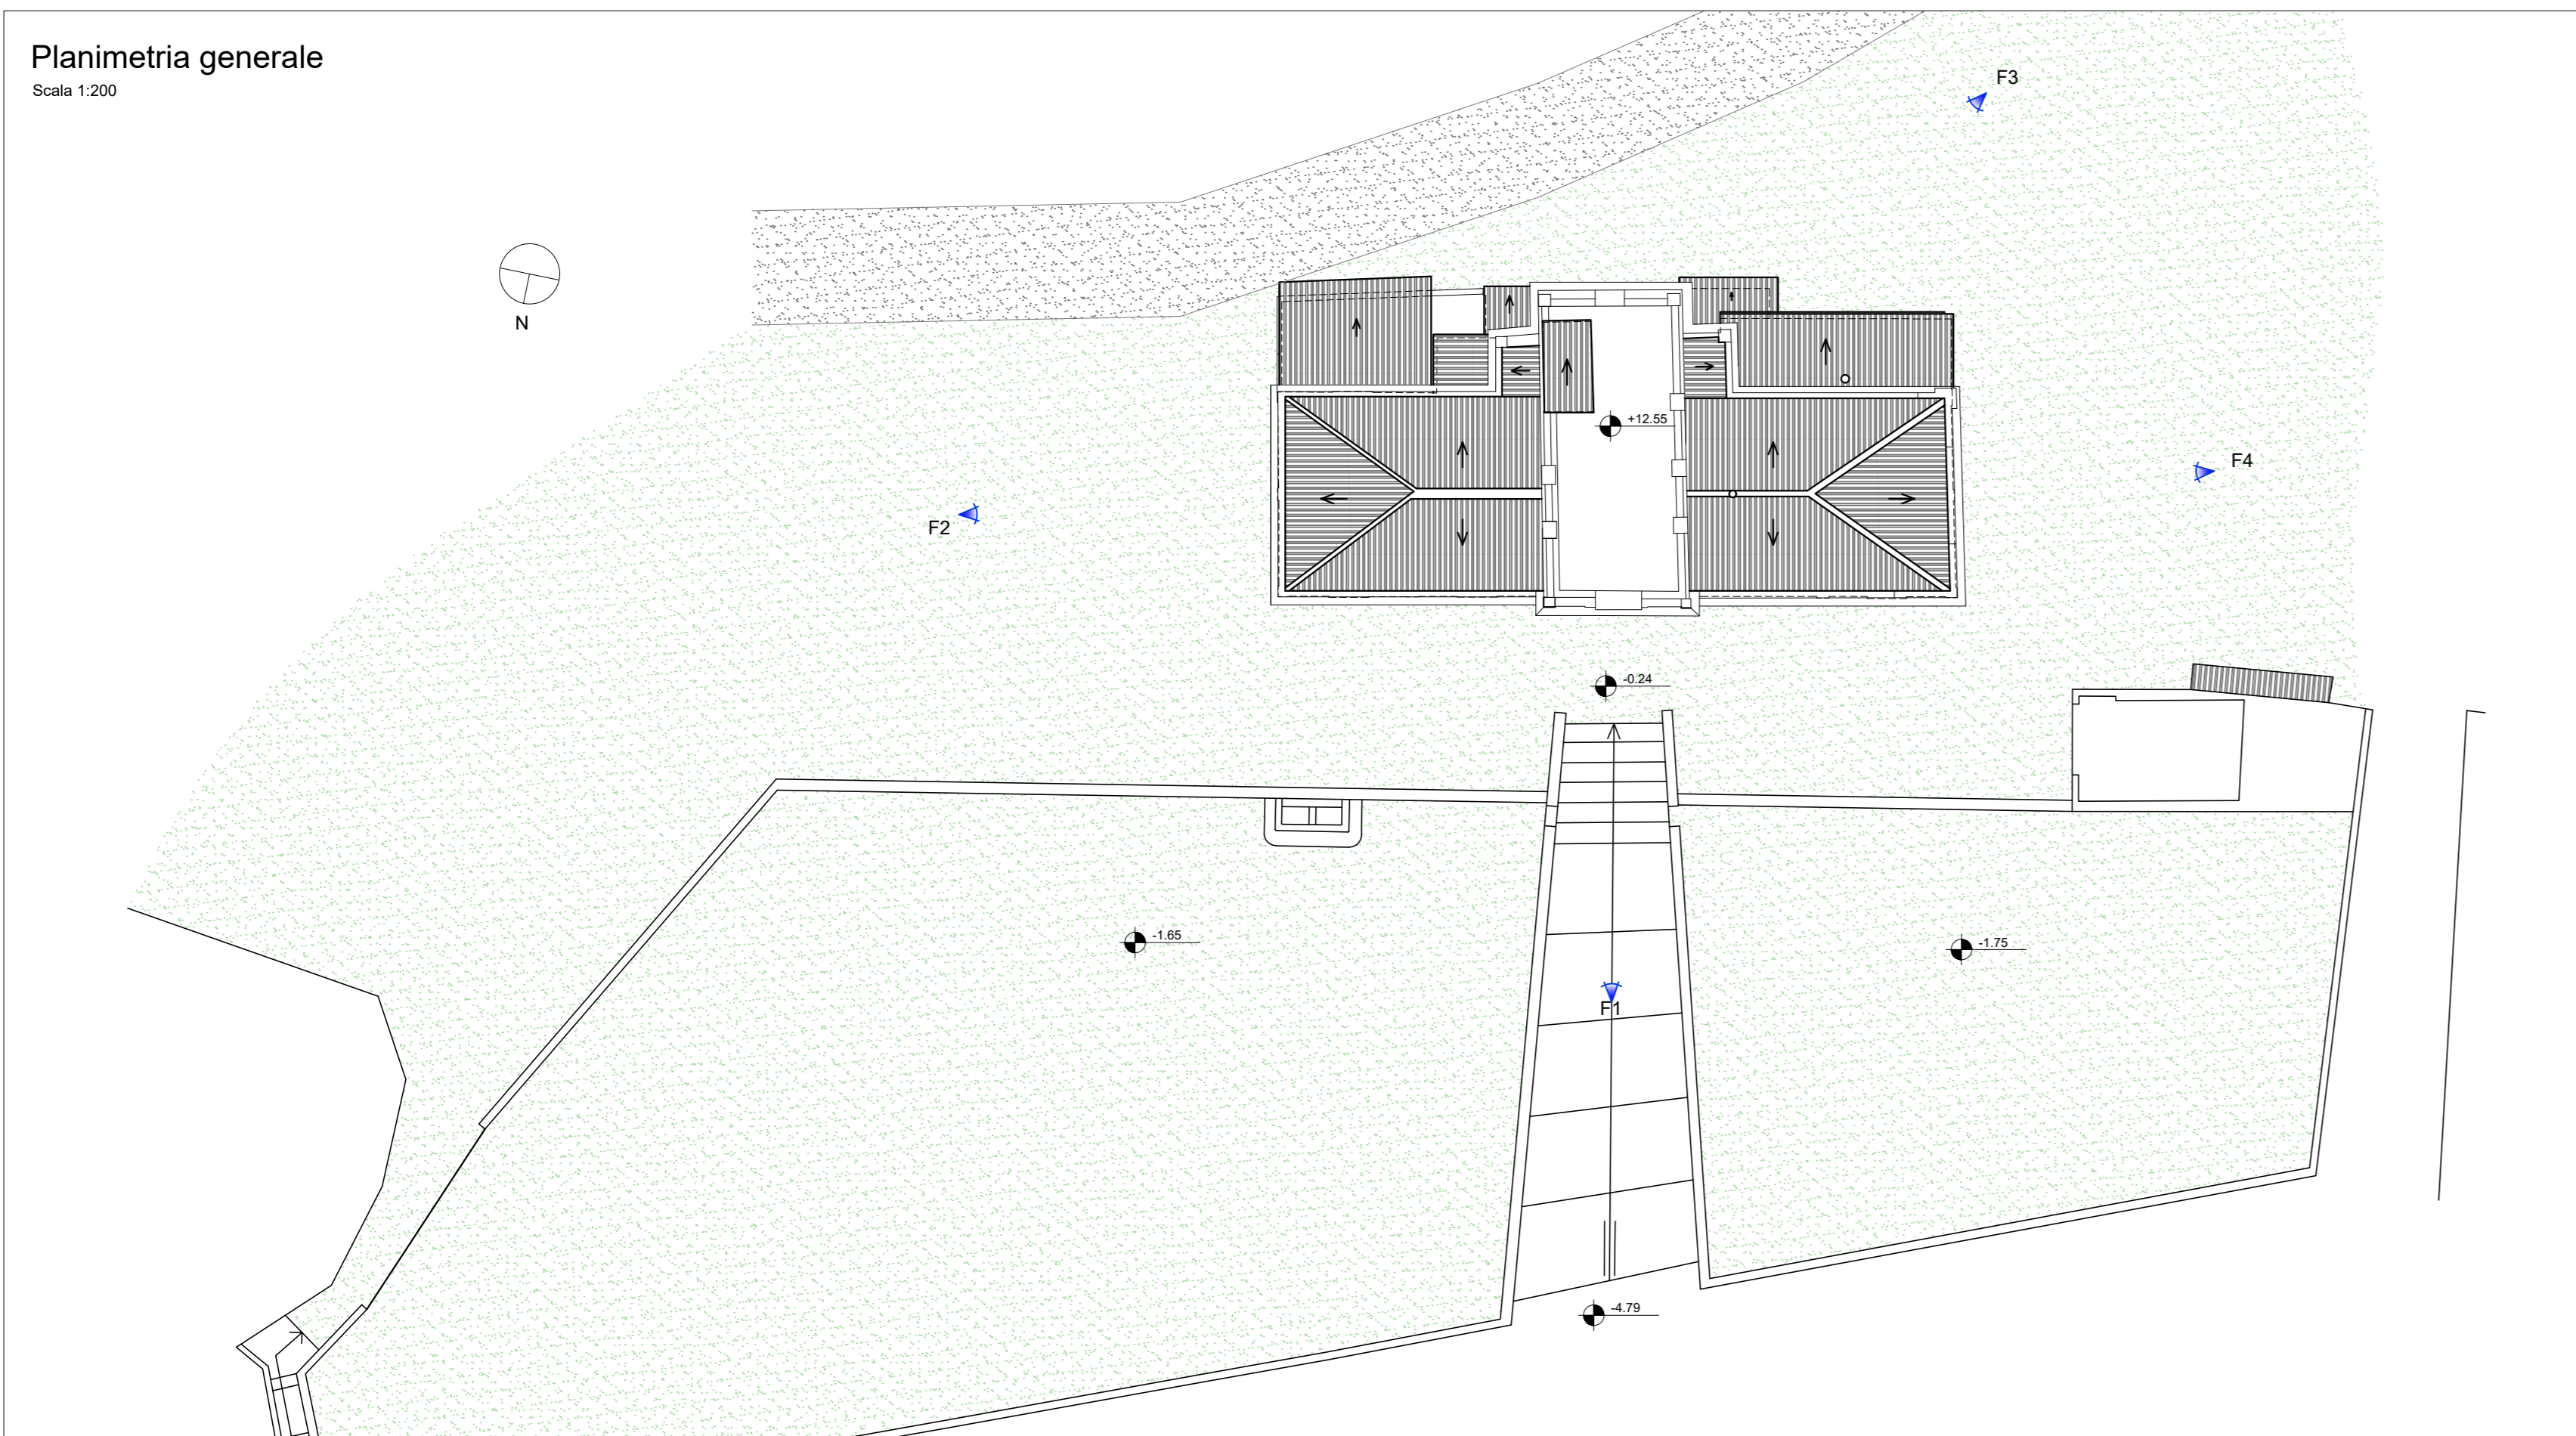 Planimetria generale
Scala 1:200
F3
N
+12.55
F4
F2
-0.24
-1.65
-1.75
F1
-4.79